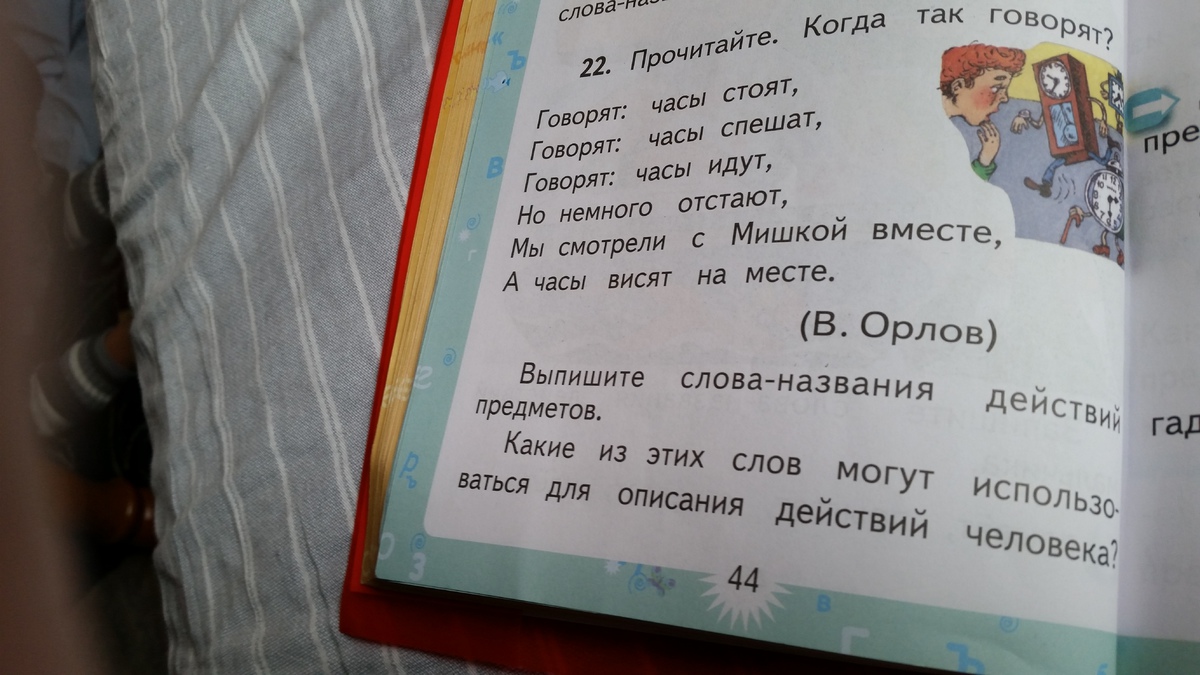 22. Прочитайте. Когда так говорят?
Говорят: часы стоят,
Говорят: часы спешат,
Говорят: часы идут,
Но немного отстают,
Мы смотрели с Мишкой вместе,
А часы висят на месте.
(В. Орлов)
Выпишите слова-названия действий
предметов.
Какие из этих слов могут использо-
ваться для описания действий человека?
44
пре
гад